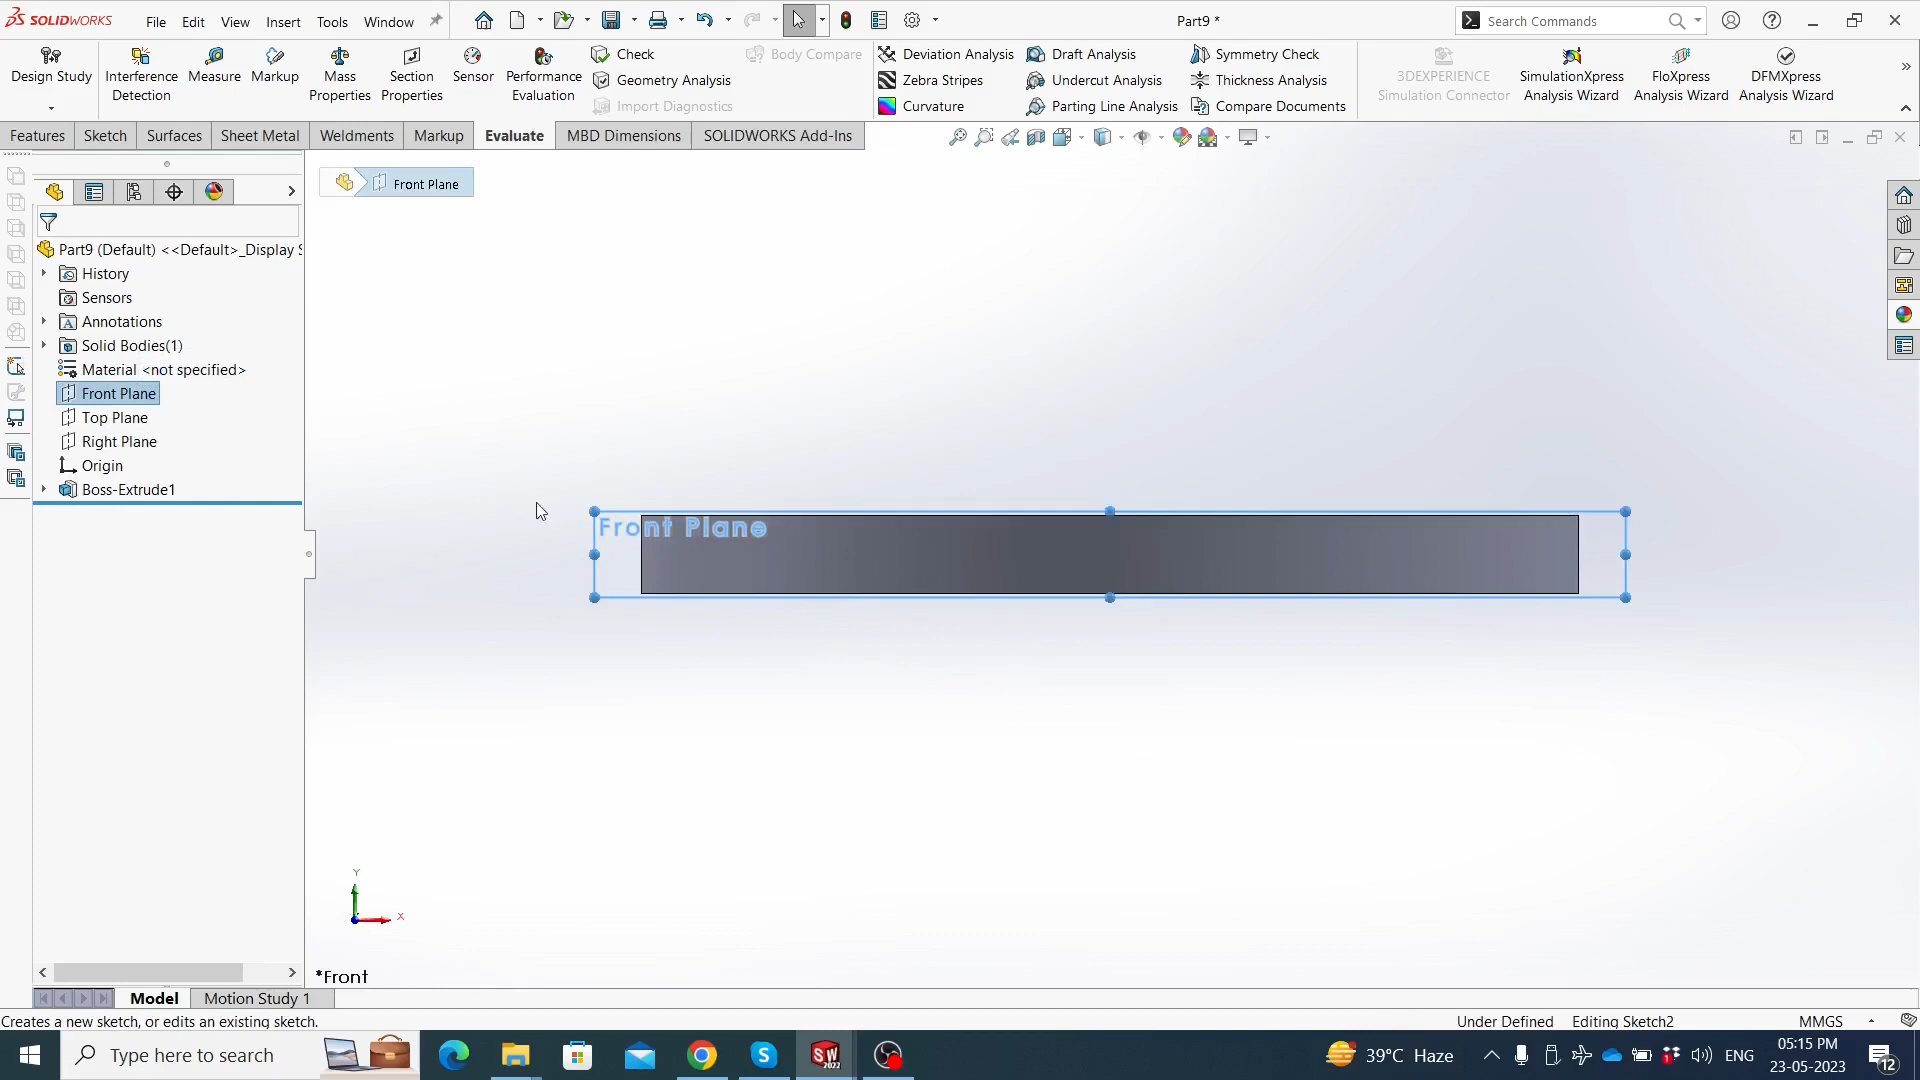 SOLIDWORKS File Edit View Insert Tools Window Part9 * Search Commands
Design Study
Interference Detection
Measure
Markup
Mass Properties
Section Properties
Sensor
Performance Evaluation
Check
Geometry Analysis
Import Diagnostics
Body Compare
Deviation Analysis
Zebra Stripes
Curvature
Draft Analysis
Undercut Analysis
Parting Line Analysis
Symmetry Check
Thickness Analysis
Compare Documents
3DEXPERIENCE
Simulation Connector
SimulationXpress
Analysis Wizard
FloXpress
Analysis Wizard
DFMXpress
Analysis Wizard
Features Sketch Surfaces Sheet Metal Weldments Markup Evaluate MBD Dimensions SOLIDWORKS Add-Ins
Front Plane
Part9 (Default) <<Default>_Display S
History
Sensors
Annotations
Solid Bodies(1)
Material <not specified>
Front Plane
Top Plane
Right Plane
Origin
Boss-Extrude1
Front Plane
Y
X
*Front
Model Motion Study 1
Creates a new sketch, or edits an existing sketch. Under Defined Editing Sketch2 MMGS
Type here to search
SW
2022
39°C Haze
ENG
05:15 PM
23-05-2023
12